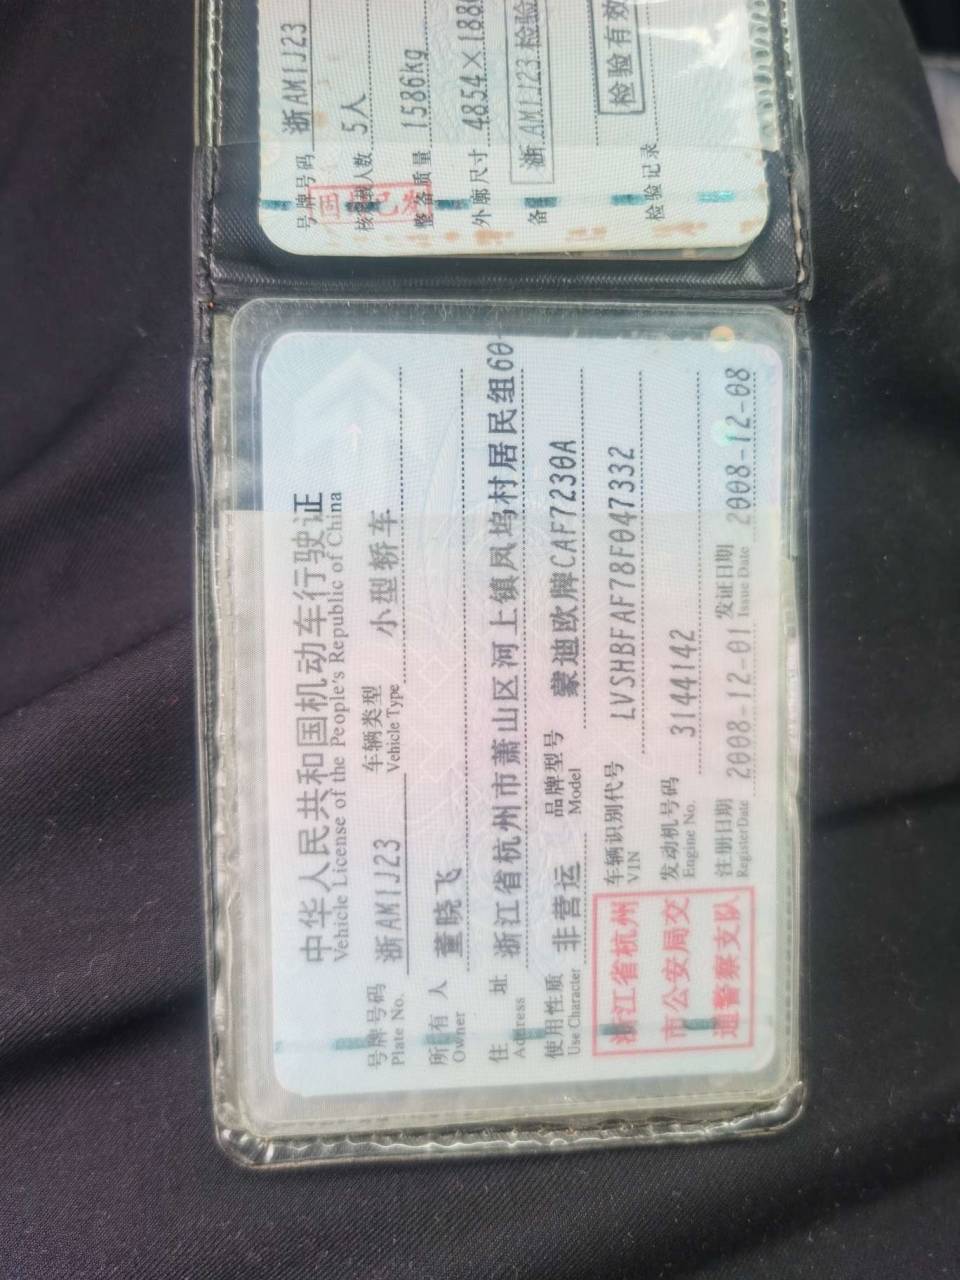 中华人民共和国机动车行驶证
Vehicle License of the People's Republic of China
号牌号码 浙AM1J23 车辆类型 小型轿车
Plate No. Vehicle Type
所有人 董晓飞
Owner
住址 浙江省杭州市萧山区河上镇凤坞村居民组60
Address
使用性质 非营运 品牌型号 蒙迪欧牌CAF7230A
Use Character Model
浙江省杭州
市公安局交
通警察支队
车辆识别代号 LVSHBFAF78F047332
VIN
发动机号码 3144142
Engine No.
注册日期 2008-12-01 发证日期 2008-12-08
Register Date Issue Date
号牌号码 浙AM1J23
核定载人数 5人
整备质量 1586kg
外廓尺寸 4854×188
备
浙AM1J23检验
检验有效
检验记录